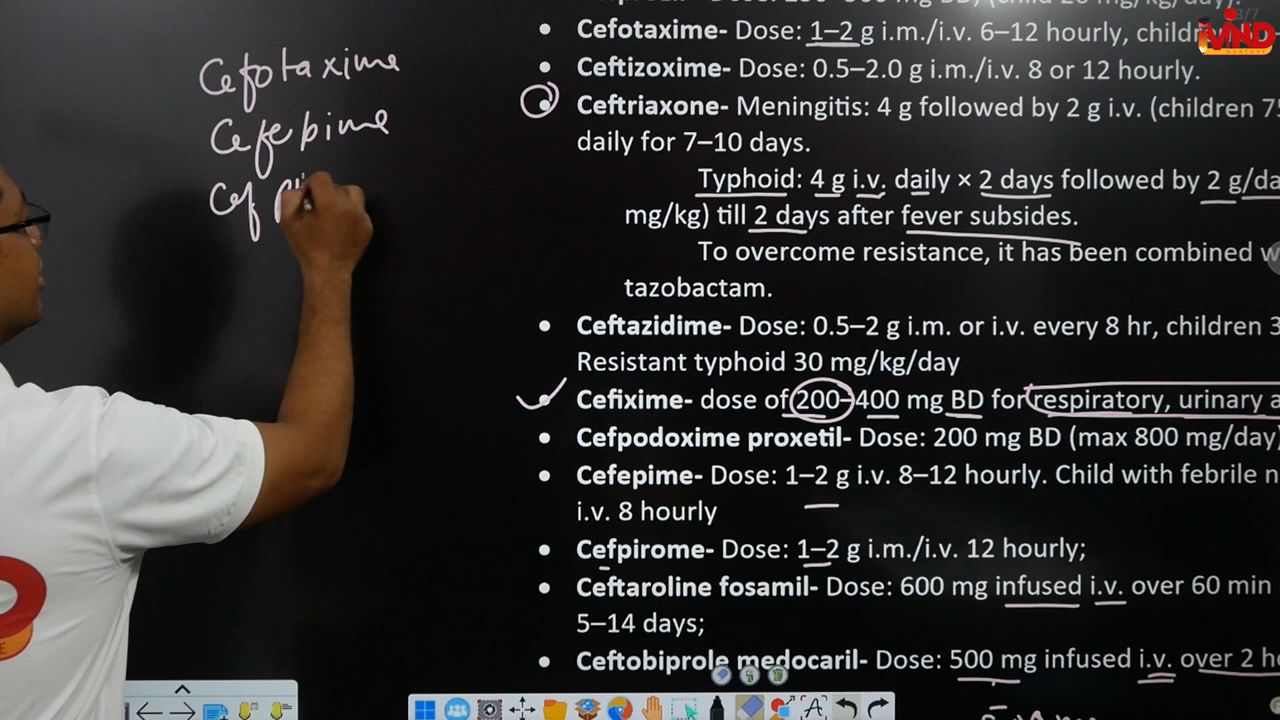 Cefotaxime
Cefepime
Cef pi
Cefotaxime- Dose: 1–2 g i.m./i.v. 6–12 hourly,
Ceftizoxime- Dose: 0.5–2.0 g i.m./i.v. 8 or 12 hourly.
Ceftriaxone- Meningitis: 4 g followed by 2 g i.v. (children
daily for 7–10 days.
Typhoid: 4 g i.v. daily × 2 days followed by 2
mg/kg) till 2 days after fever subsides.
To overcome resistance, it has been combined
tazobactam.
Ceftazidime- Dose: 0.5–2 g i.m. or i.v. every 8 hr, children
Resistant typhoid 30 mg/kg/day
Cefixime- dose of 200–400 mg BD for respiratory, urinary
Cefpodoxime proxetil- Dose: 200 mg BD (max 800 mg/day)
Cefepime- Dose: 1–2 g i.v. 8–12 hourly. Child with febrile
i.v. 8 hourly
Cefpirome- Dose: 1–2 g i.m./i.v. 12 hourly;
Ceftaroline fosamil- Dose: 600 mg infused i.v. over 60 min
5–14 days;
Ceftobiprole medocaril- Dose: 500 mg infused i.v. over 2